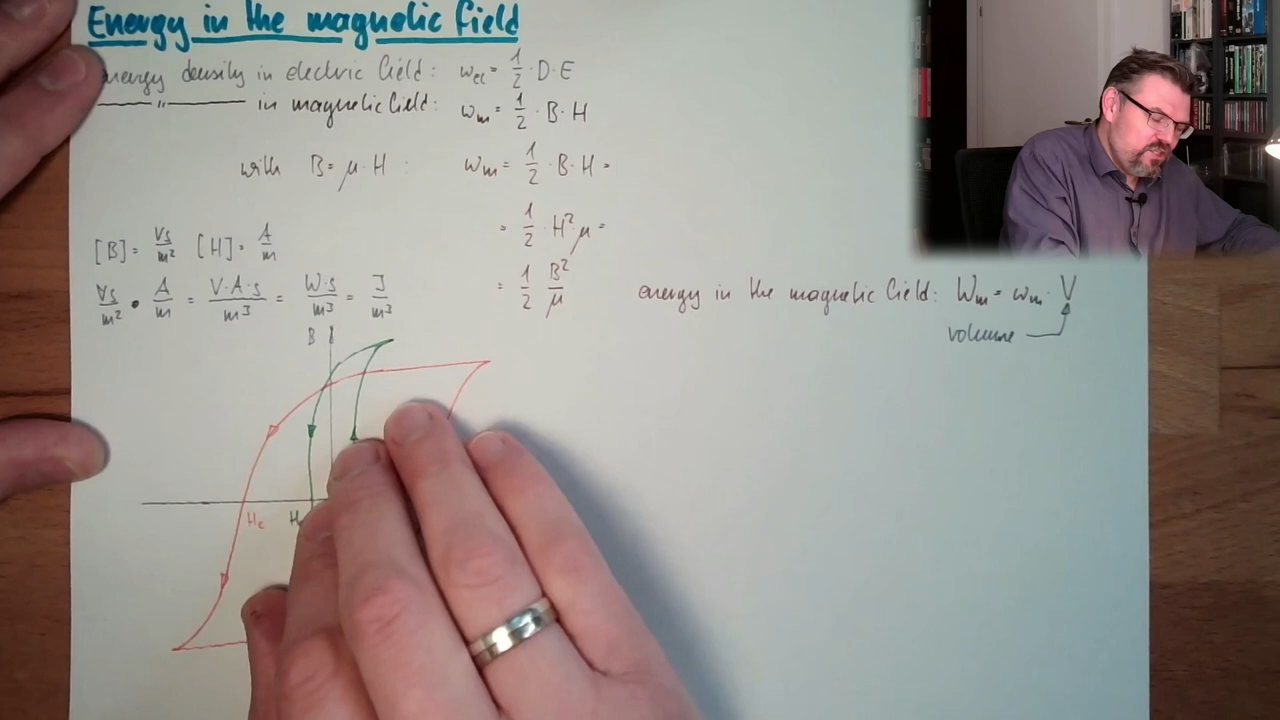 Energy in the magnetic field
energy density in electric field: wel = 1/2 · D · E
——— " ——— in magnetic field: wm = 1/2 · B · H
with B = μ · H : wm = 1/2 · B · H =
= 1/2 · H² μ =
[B] = Vs/m² [H] = A/m
Vs/m² · A/m = V·A·s/m³ = W·s/m³ = J/m³
= 1/2 B²/μ
energy in the magnetic field: Wm = wm · V
volume
B
Hc